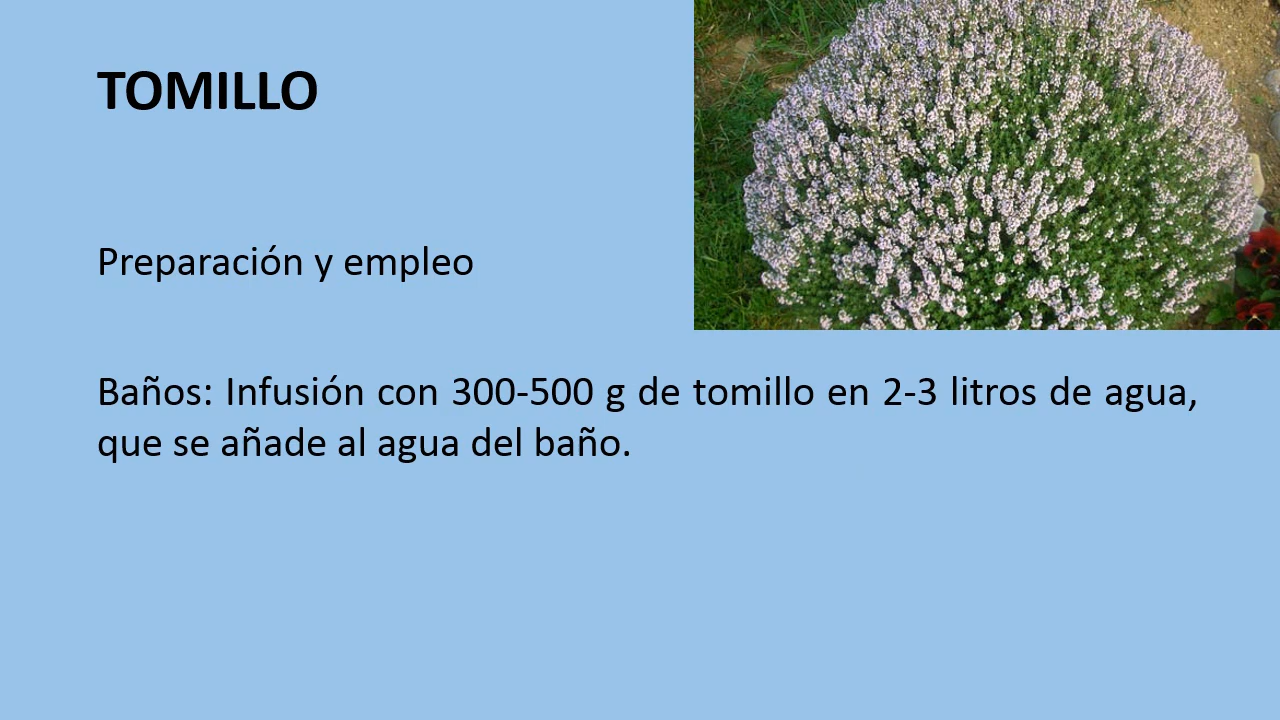 TOMILLO
Preparación y empleo
Baños: Infusión con 300-500 g de tomillo en 2-3 litros de agua,
que se añade al agua del baño.